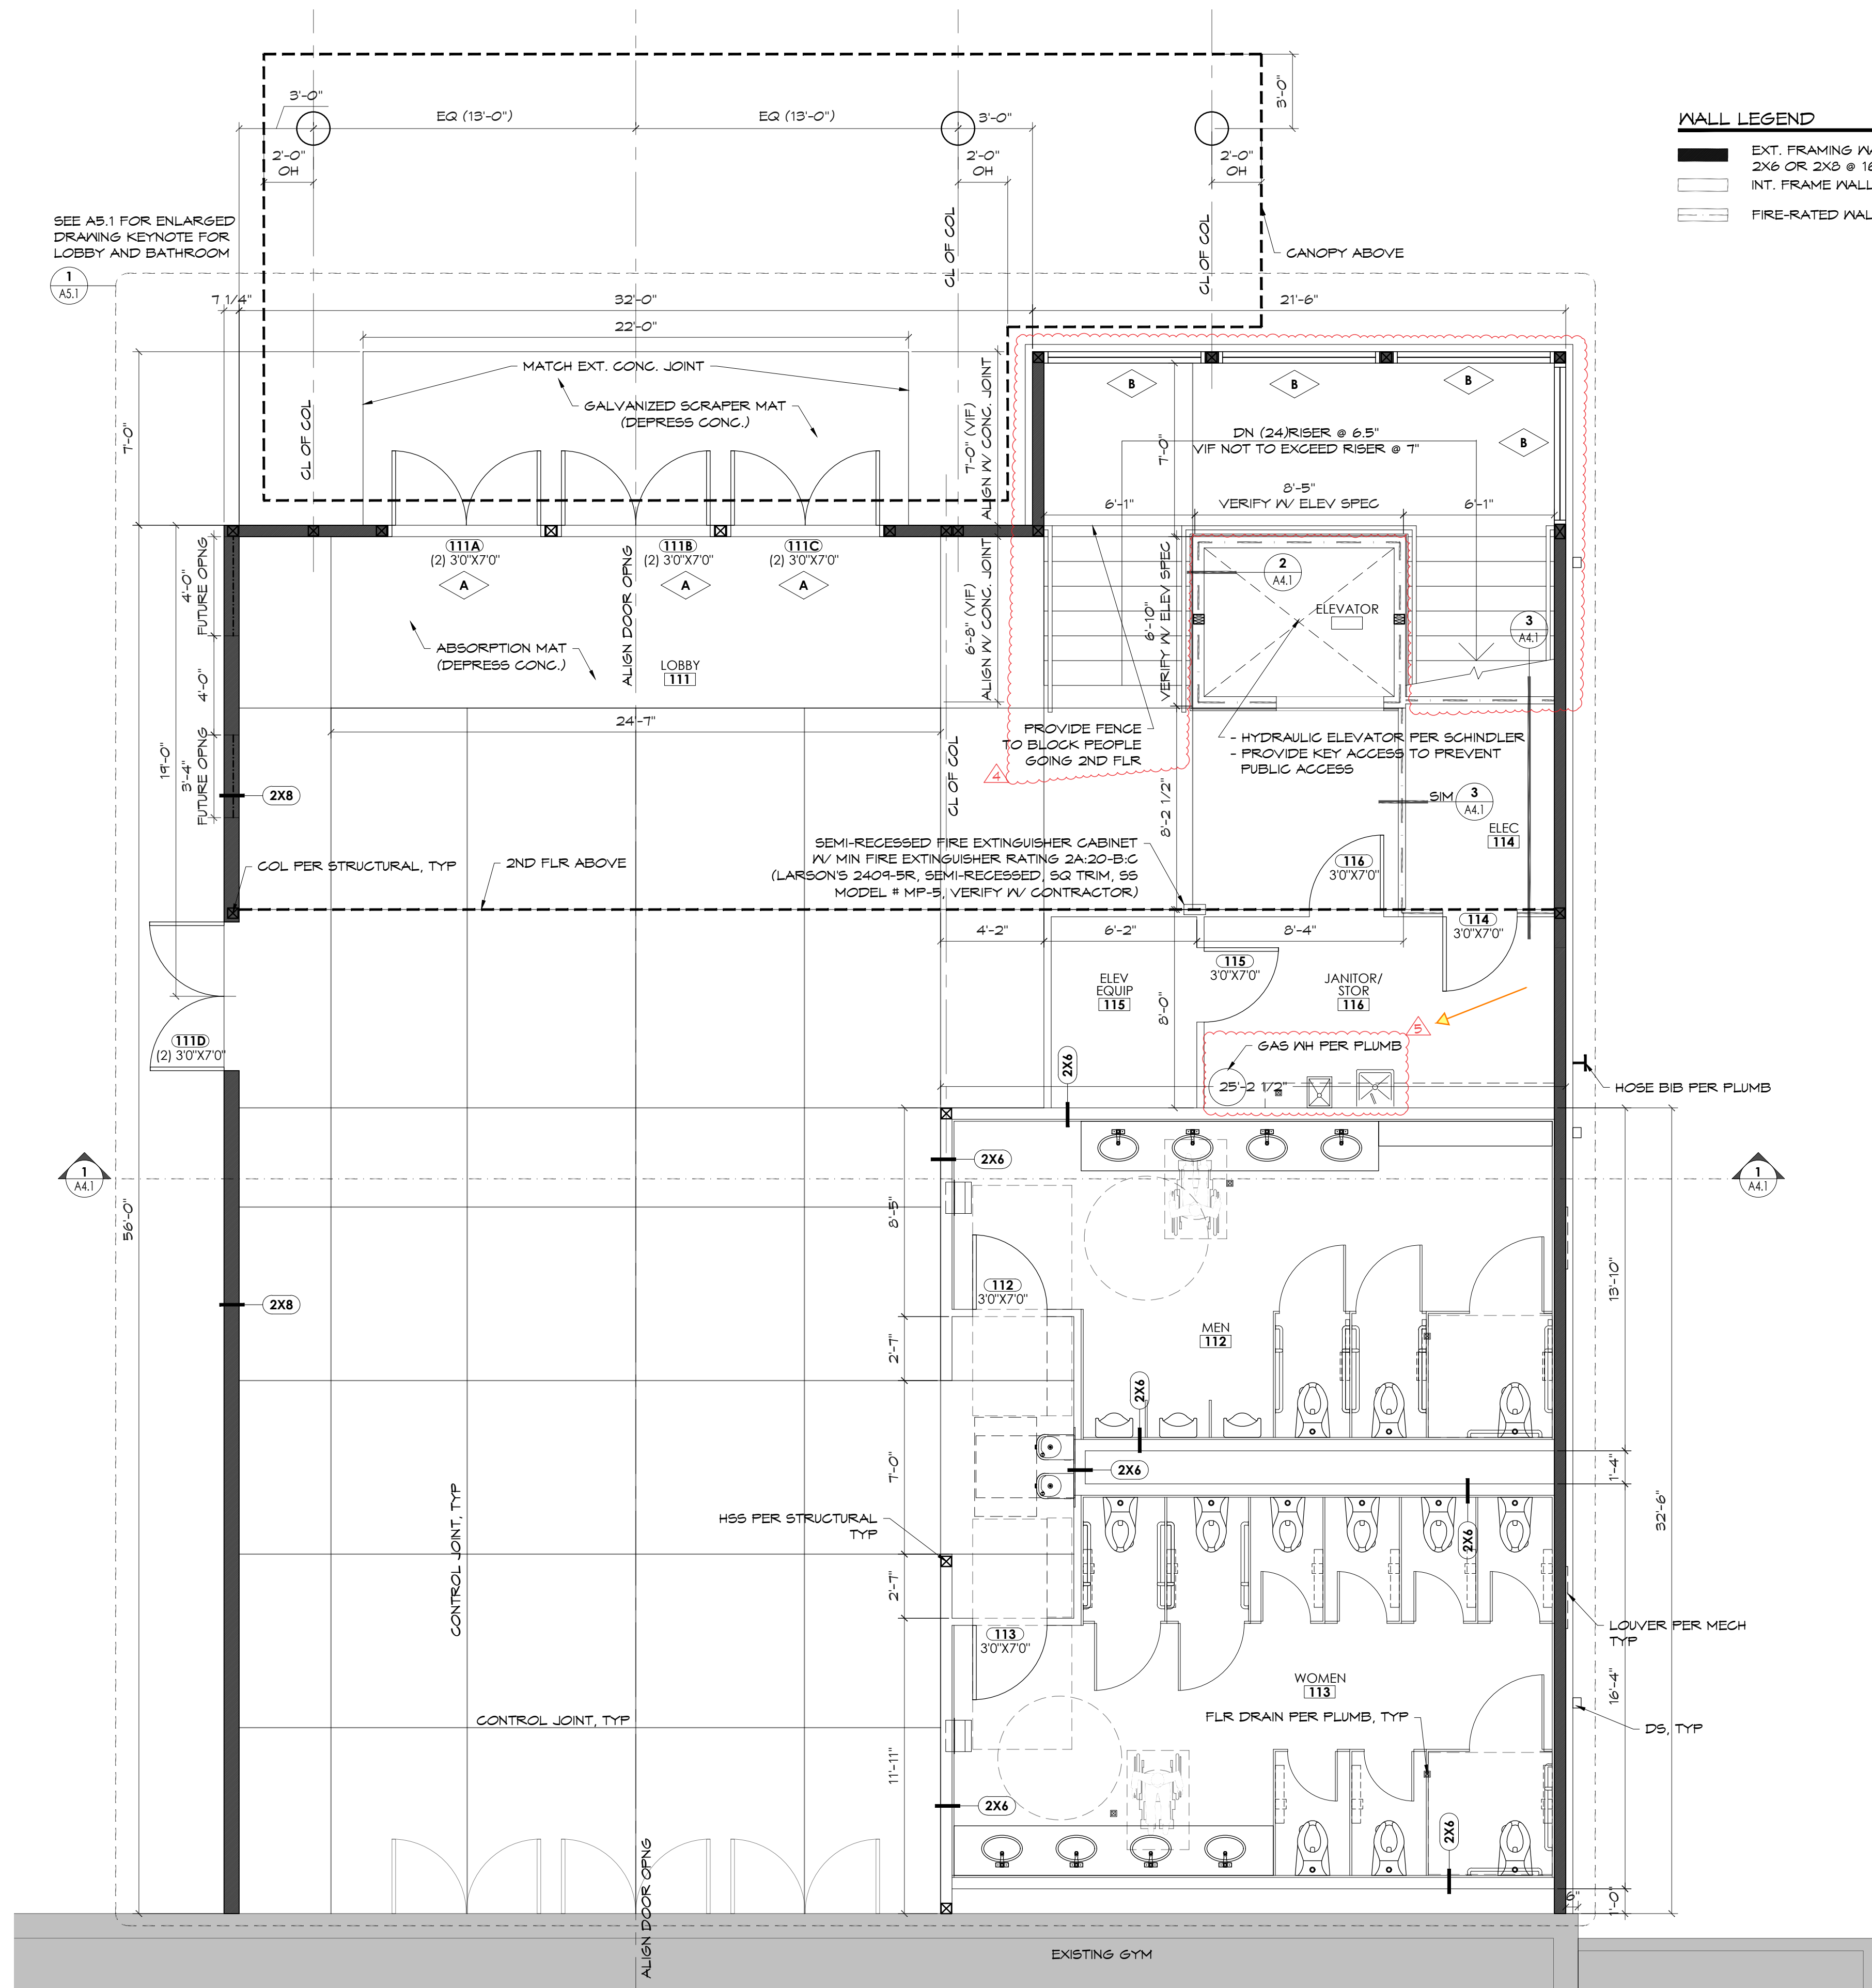 3'-0"
EQ (13'-0")
EQ (13'-0")
3'-0"
3'-0"
2'-0"
OH
2'-0"
OH
2'-0"
OH
WALL LEGEND
EXT. FRAMING
2X6 OR 2X8 @
INT. FRAME WALL
FIRE-RATED
SEE A5.1 FOR ENLARGED
DRAWING KEYNOTE FOR
LOBBY AND BATHROOM
1
A5.1
CL OF COL
CL OF COL
CANOPY ABOVE
7 1/4"
32'-0"
21'-6"
22'-0"
MATCH EXT. CONC. JOINT
GALVANIZED SCRAPER MAT
(DEPRESS CONC.)
CL OF COL
7'-0"
7'-0" (VIF)
ALIGN W/ CONC. JOINT
B
B
B
B
DN (24)RISER @ 6.5"
VIF NOT TO EXCEED RISER @ 7"
7'-0"
6'-1"
8'-5"
VERIFY W/ ELEV SPEC
6'-1"
111A
(2) 3'0"X7'0"
A
111B
(2) 3'0"X7'0"
A
111C
(2) 3'0"X7'0"
A
ALIGN DOOR OPNG
4'-0"
FUTURE OPNG
6'-8" (VIF)
ALIGN W/ CONC. JOINT
6'-10"
VERIFY W/ ELEV SPEC
2
A4.1
ELEVATOR
3
A4.1
ABSORPTION MAT
(DEPRESS CONC.)
LOBBY
111
4'-0"
24'-7"
19'-0"
3'-4"
FUTURE OPNG
2X8
CL OF COL
PROVIDE FENCE
TO BLOCK PEOPLE
GOING 2ND FLR
4
- HYDRAULIC ELEVATOR PER SCHINDLER
- PROVIDE KEY ACCESS TO PREVENT
PUBLIC ACCESS
8'-2 1/2"
SIM
3
A4.1
ELEC
114
COL PER STRUCTURAL, TYP
2ND FLR ABOVE
SEMI-RECESSED FIRE EXTINGUISHER CABINET
W/ MIN FIRE EXTINGUISHER RATING 2A:20-B:C
(LARSON'S 2409-5R, SEMI-RECESSED, SQ TRIM, SS
MODEL # MP-5, VERIFY W/ CONTRACTOR)
116
3'0"X7'0"
114
3'0"X7'0"
4'-2"
6'-2"
8'-4"
115
3'0"X7'0"
ELEV
EQUIP
115
JANITOR/
STOR
116
8'-0"
5
GAS WH PER PLUMB
25'-2 1/2"
111D
(2) 3'0"X7'0"
2X6
HOSE BIB PER PLUMB
1
A4.1
2X6
1
A4.1
56'-0"
8'-5"
2X8
112
3'0"X7'0"
MEN
112
13'-10"
2'-7"
2X6
7'-0"
2X6
1'-4"
CONTROL JOINT, TYP
HSS PER STRUCTURAL
TYP
2X6
32'-6"
2'-7"
113
3'0"X7'0"
LOUVER PER MECH
TYP
WOMEN
113
16'-4"
CONTROL JOINT, TYP
FLR DRAIN PER PLUMB, TYP
DS, TYP
11'-11"
2X6
2X6
ALIGN DOOR OPNG
6"
1'-0"
EXISTING GYM